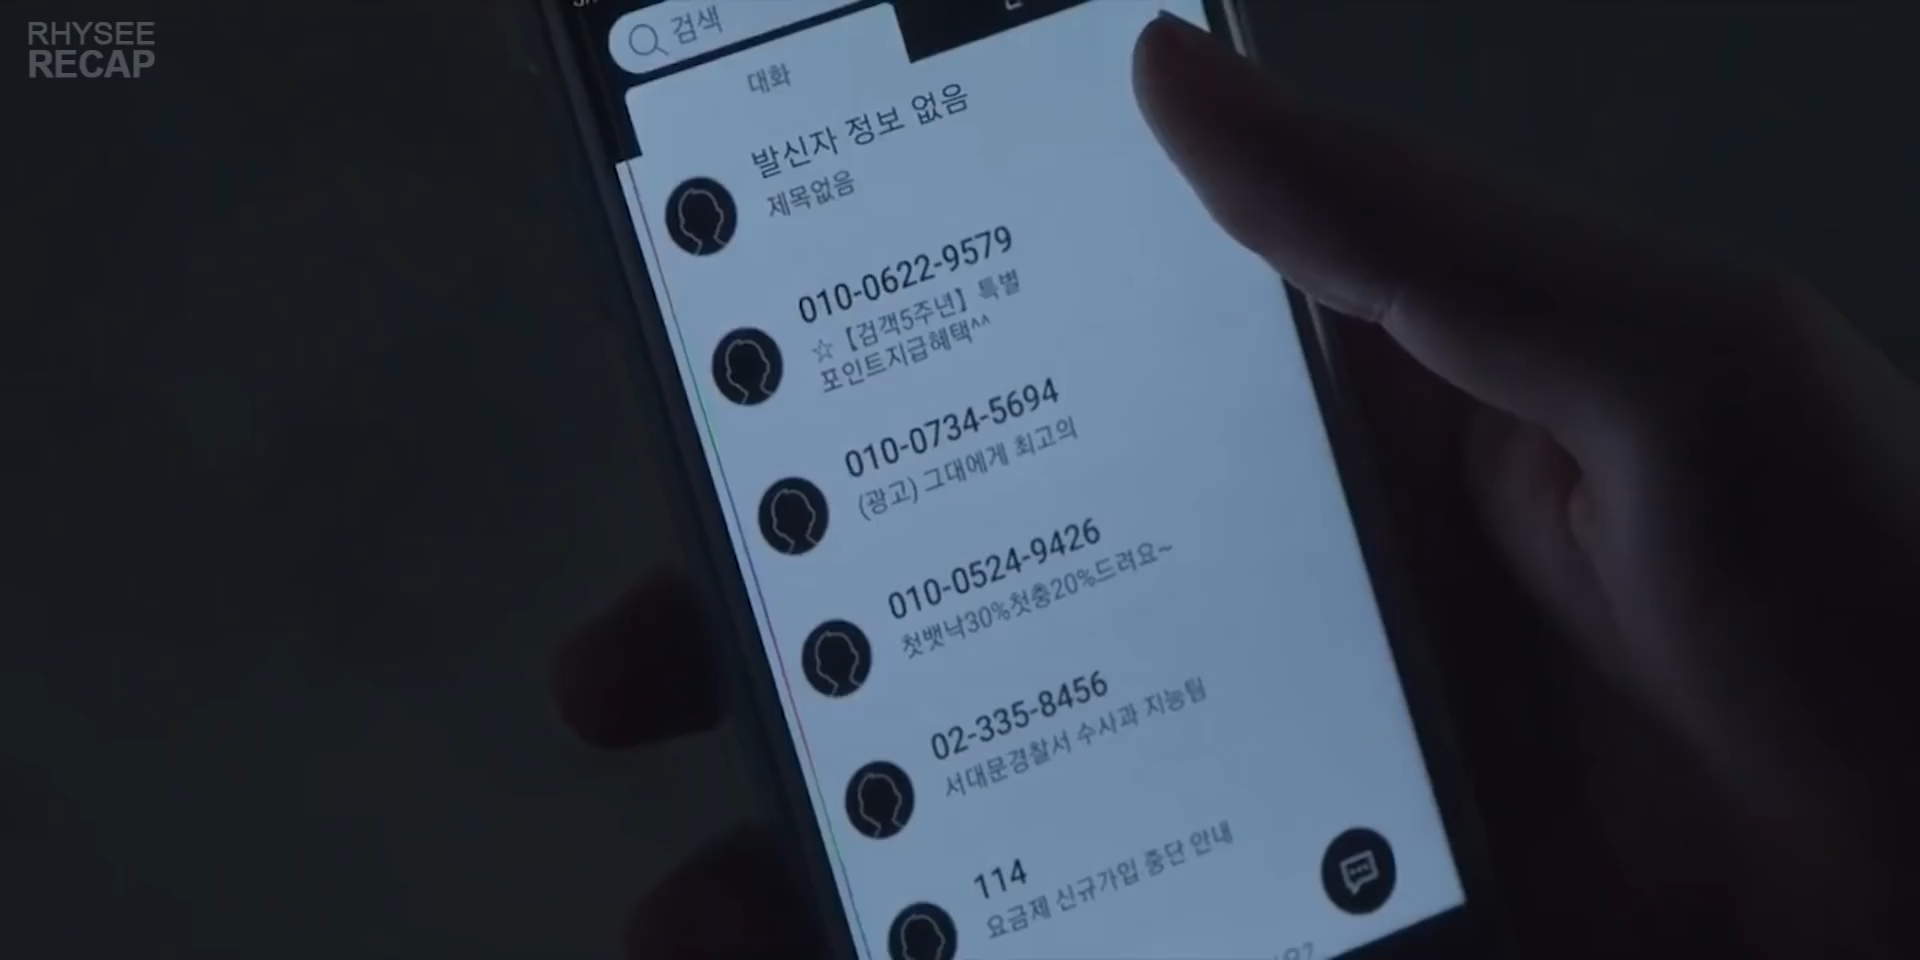 RHYSEE
RECAP
검색
대화
발신자 정보 없음
제목없음
010-0622-9579
☆【검객5주년】특별
포인트지급혜택^^
010-0734-5694
(광고) 그대에게 최고의
010-0524-9426
첫뺏낙30%첫충20%드려요~
02-335-8456
서대문경찰서 수사과 지능팀
114
요금제 신규가입 중단 안내